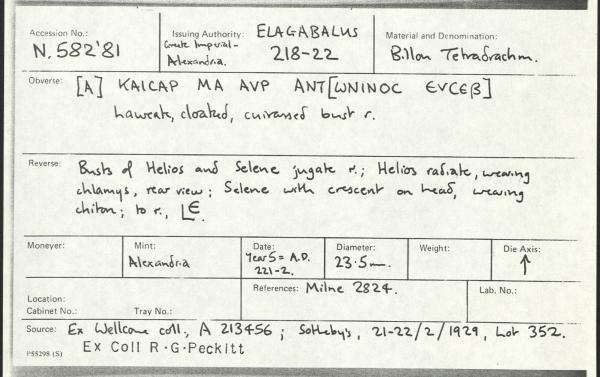 Accession No.: Issuing Authority: ELAGABALUS Material and Denomination:
N.582'81 Greek Imperial- 218-22 Billon Tetradrachm.
Alexandria.
Obverse: [A] KAICAP MA AVP ANT[ωNINOC EVCEβ]
laureate, cloaked, cuirassed bust r.
Reverse: Busts of Helios and Selene jugate r.; Helios radiate, wearing
chlamys, rear view; Selene with crescent on head, wearing
chiton; to r., LЄ.
Moneyer: Mint: Date: Diameter: Weight: Die Axis:
Alexandria Year 5 = A.D. 23.5mm. ↑
221-2.
References: Milne 2824. Lab. No.:
Location:
Cabinet No.: Tray No.:
Source: Ex Wellcome coll., A 213456; Sotheby's, 21-22/2/1929, Lot 352.
Ex Coll R.G.Peckitt
P55298 (S)